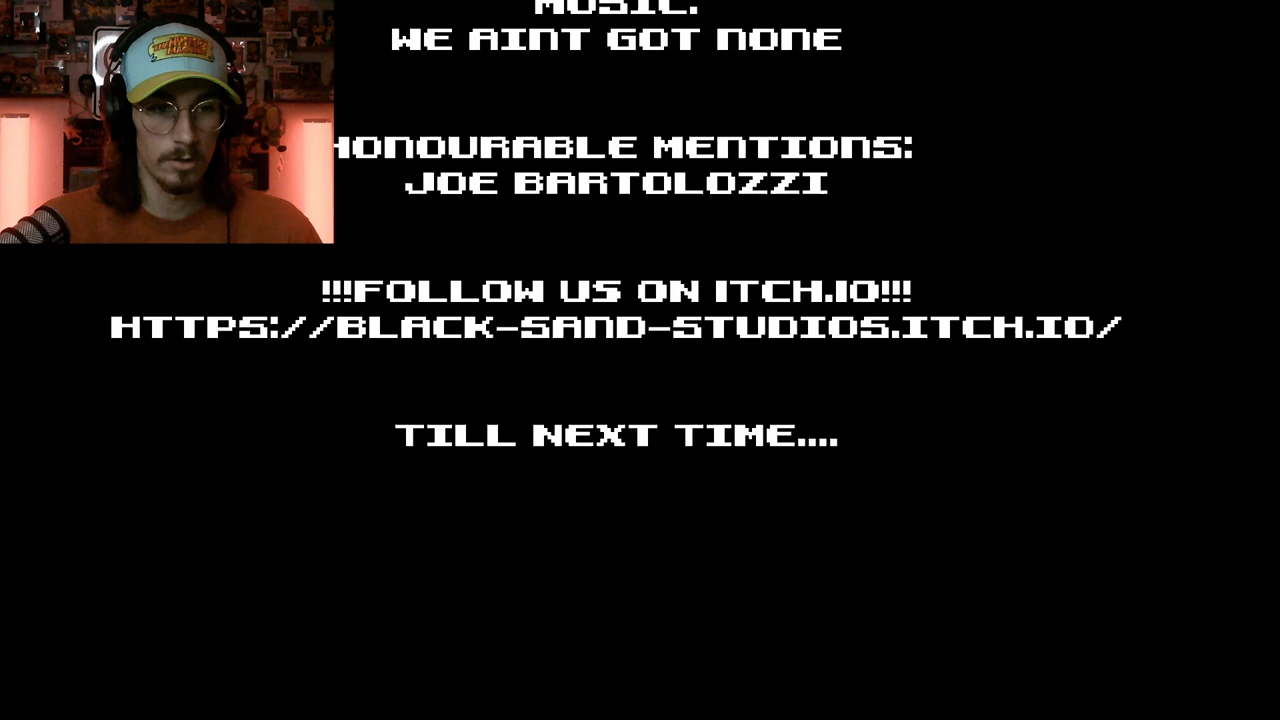 MUSIC:
WE AINT GOT NONE
HONOURABLE MENTIONS:
JOE BARTOLOZZI
!!!FOLLOW US ON ITCH.IO!!!
HTTPS://BLACK-SAND-STUDIOS.ITCH.IO/
TILL NEXT TIME....